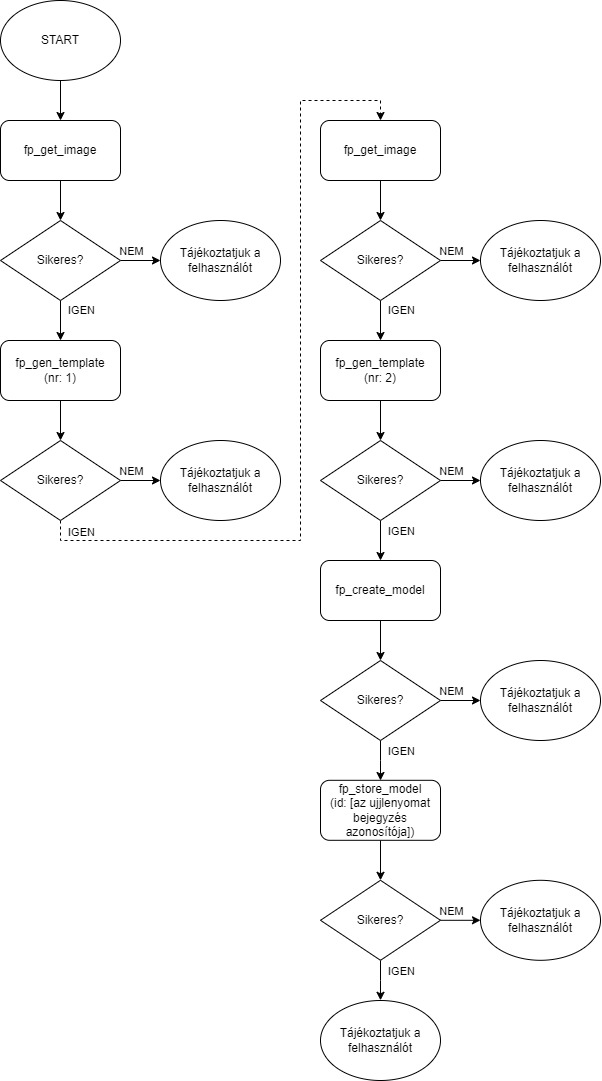 START
fp_get_image
Sikeres?
NEM
Tájékoztatjuk a
felhasználót
IGEN
fp_gen_template
(nr: 1)
Sikeres?
NEM
Tájékoztatjuk a
felhasználót
IGEN
fp_get_image
Sikeres?
NEM
Tájékoztatjuk a
felhasználót
IGEN
fp_gen_template
(nr: 2)
Sikeres?
NEM
Tájékoztatjuk a
felhasználót
IGEN
fp_create_model
Sikeres?
NEM
Tájékoztatjuk a
felhasználót
IGEN
fp_store_model
(id: [az ujjlenyomat
bejegyzés
azonosítója])
Sikeres?
NEM
Tájékoztatjuk a
felhasználót
IGEN
Tájékoztatjuk a
felhasználót